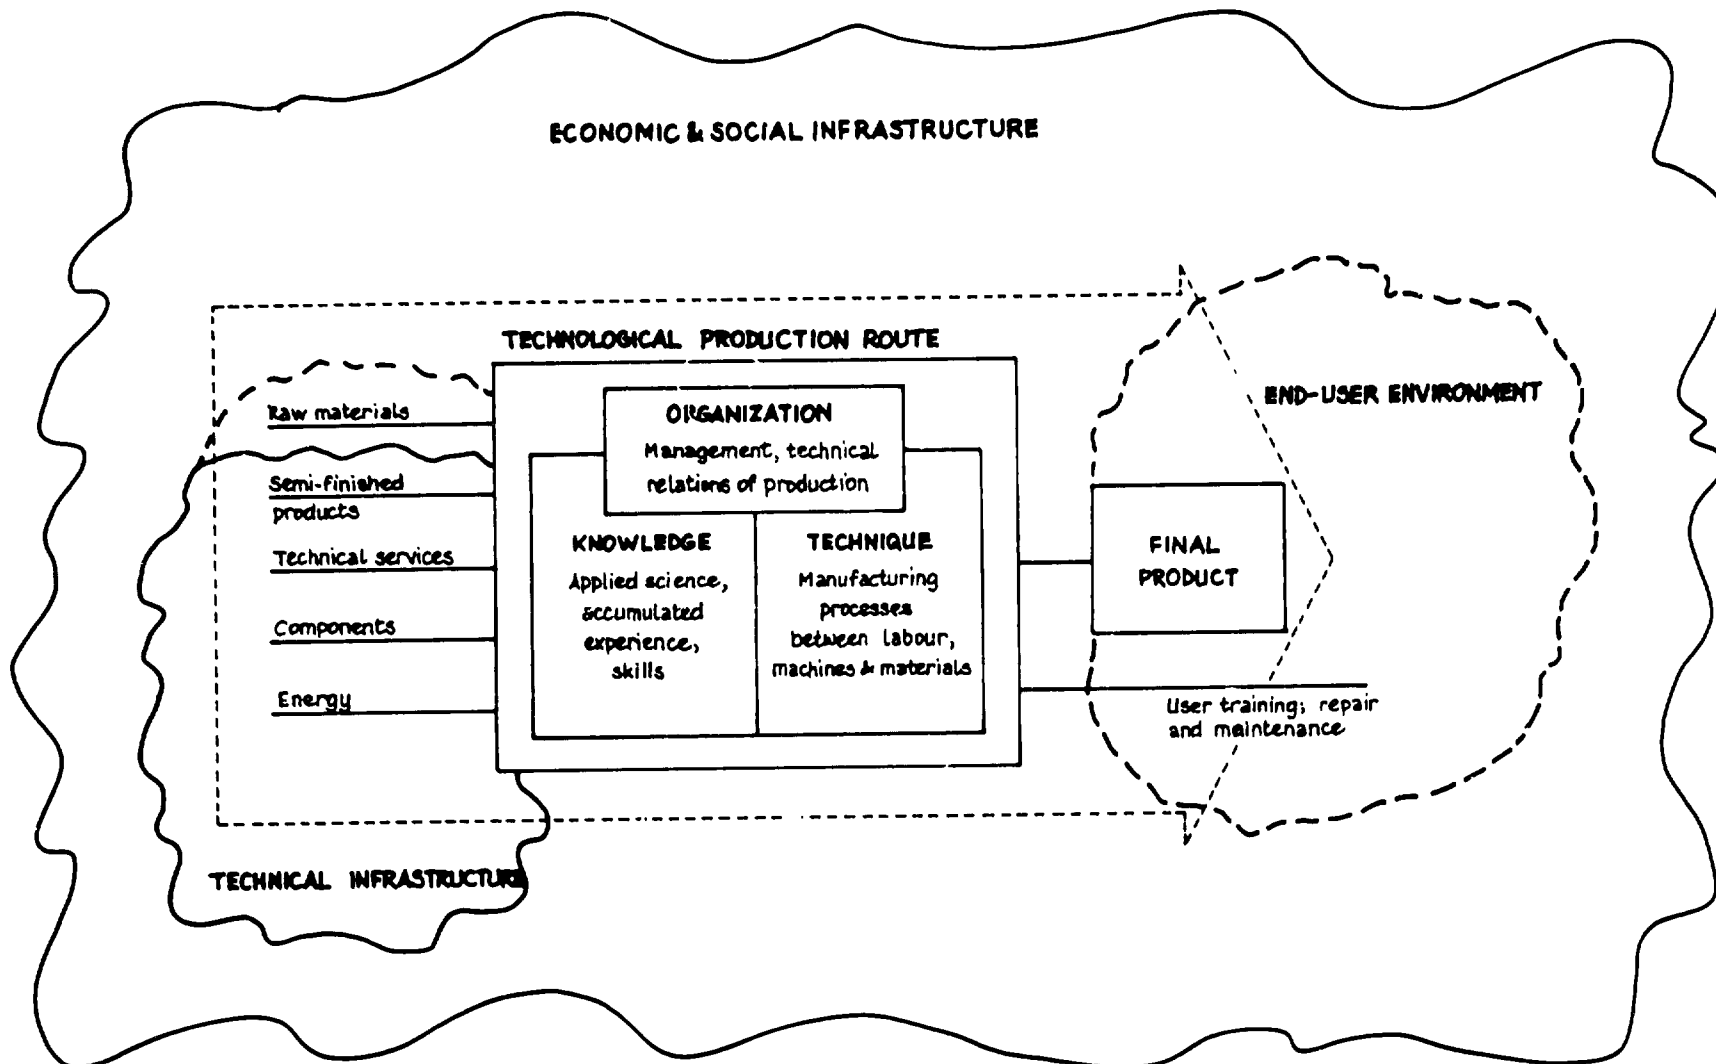 ECONOMIC & SOCIAL INFRASTRUCTURE
TECHNOLOGICAL PRODUCTION ROUTE
Raw materials
Semi-finished
products
Technical services
Components
Energy
TECHNICAL INFRASTRUCTURE
ORGANIZATION
Management, technical
relations of production
KNOWLEDGE
Applied science,
accumulated
experience,
skills
TECHNIQUE
Manufacturing
processes
between labour,
machines & materials
END-USER ENVIRONMENT
FINAL
PRODUCT
User training; repair
and maintenance